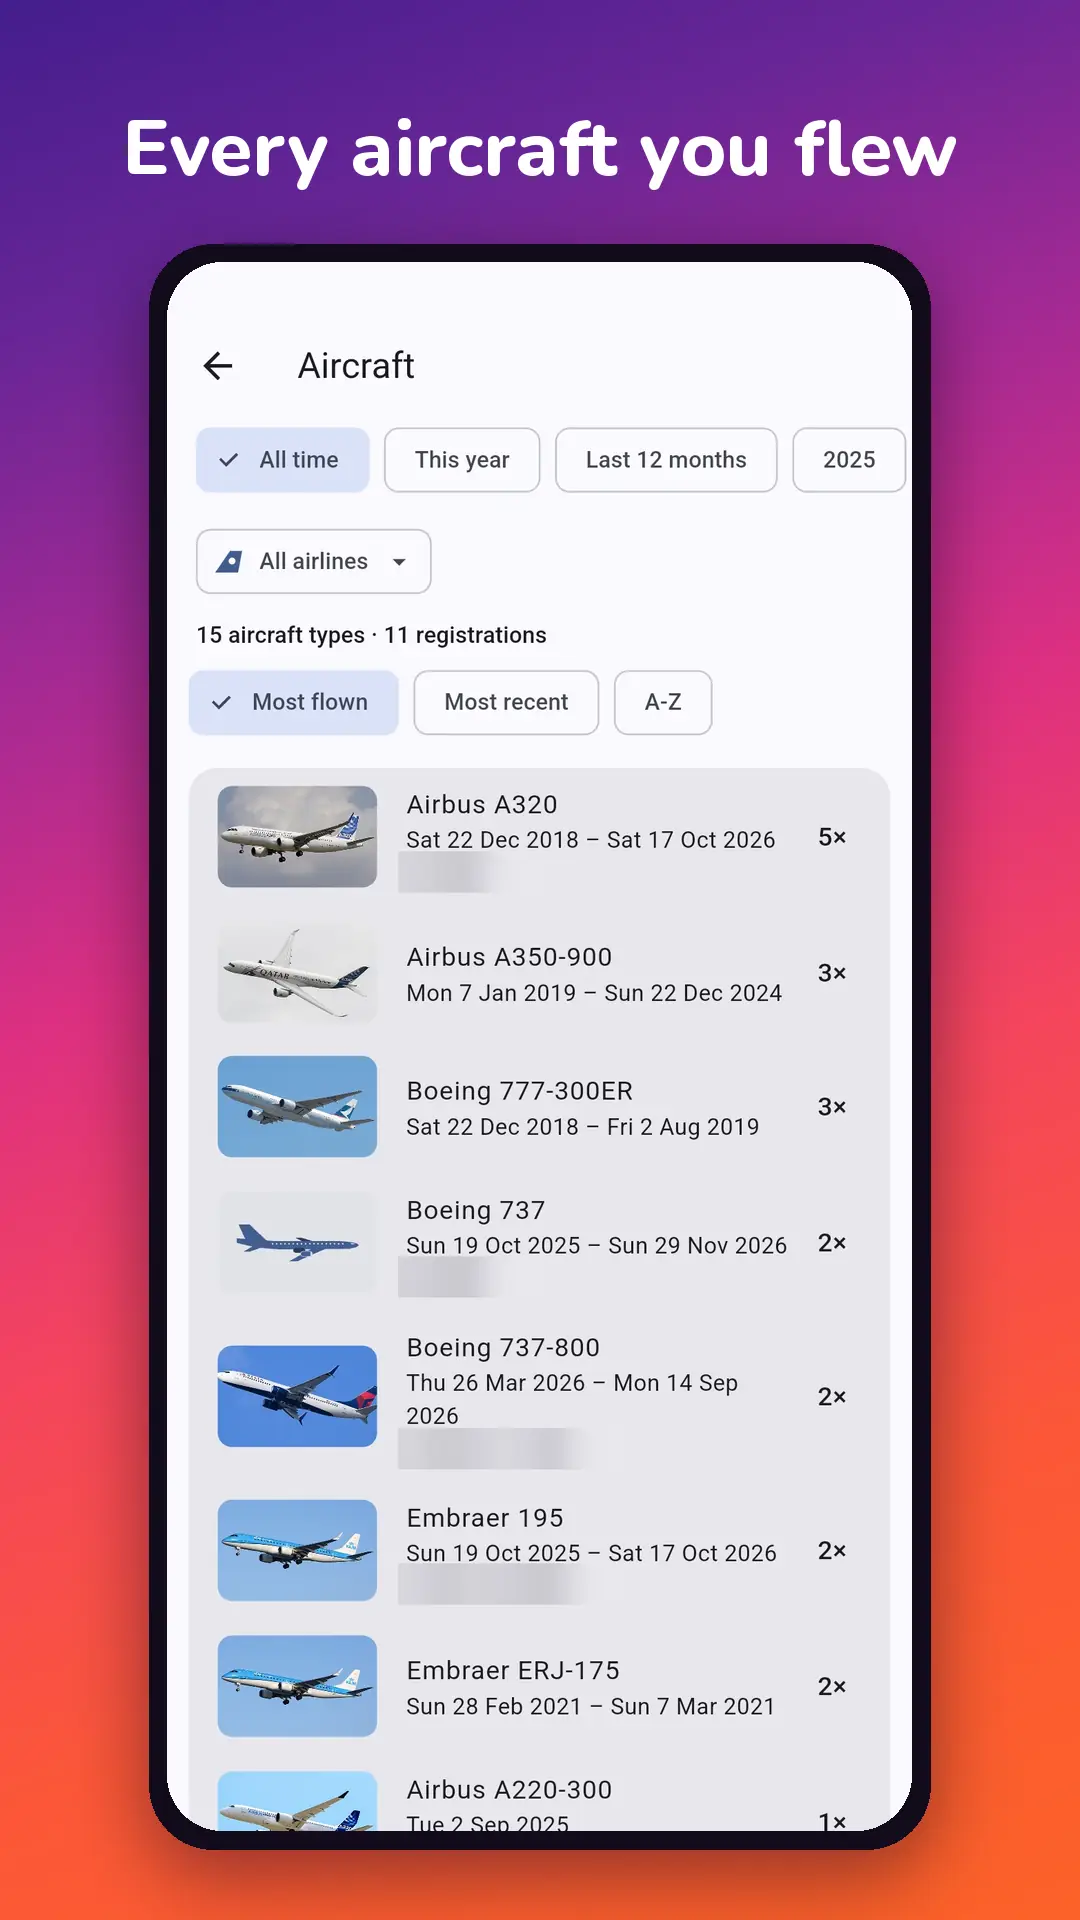 Every aircraft you flew
Aircraft
All time
This year
Last 12 months
2025
All airlines
15 aircraft types · 11 registrations
Most flown
Most recent
A-Z
Airbus A320
Sat 22 Dec 2018 – Sat 17 Oct 2026
5×
QATAR
Airbus A350-900
Mon 7 Jan 2019 – Sun 22 Dec 2024
3×
Boeing 777-300ER
Sat 22 Dec 2018 – Fri 2 Aug 2019
3×
Boeing 737
Sun 19 Oct 2025 – Sun 29 Nov 2026
2×
Boeing 737-800
Thu 26 Mar 2026 – Mon 14 Sep
2026
2×
Embraer 195
Sun 19 Oct 2025 – Sat 17 Oct 2026
2×
Embraer ERJ-175
Sun 28 Feb 2021 – Sun 7 Mar 2021
2×
Airbus A220-300
Tue 2 Sep 2025
1×